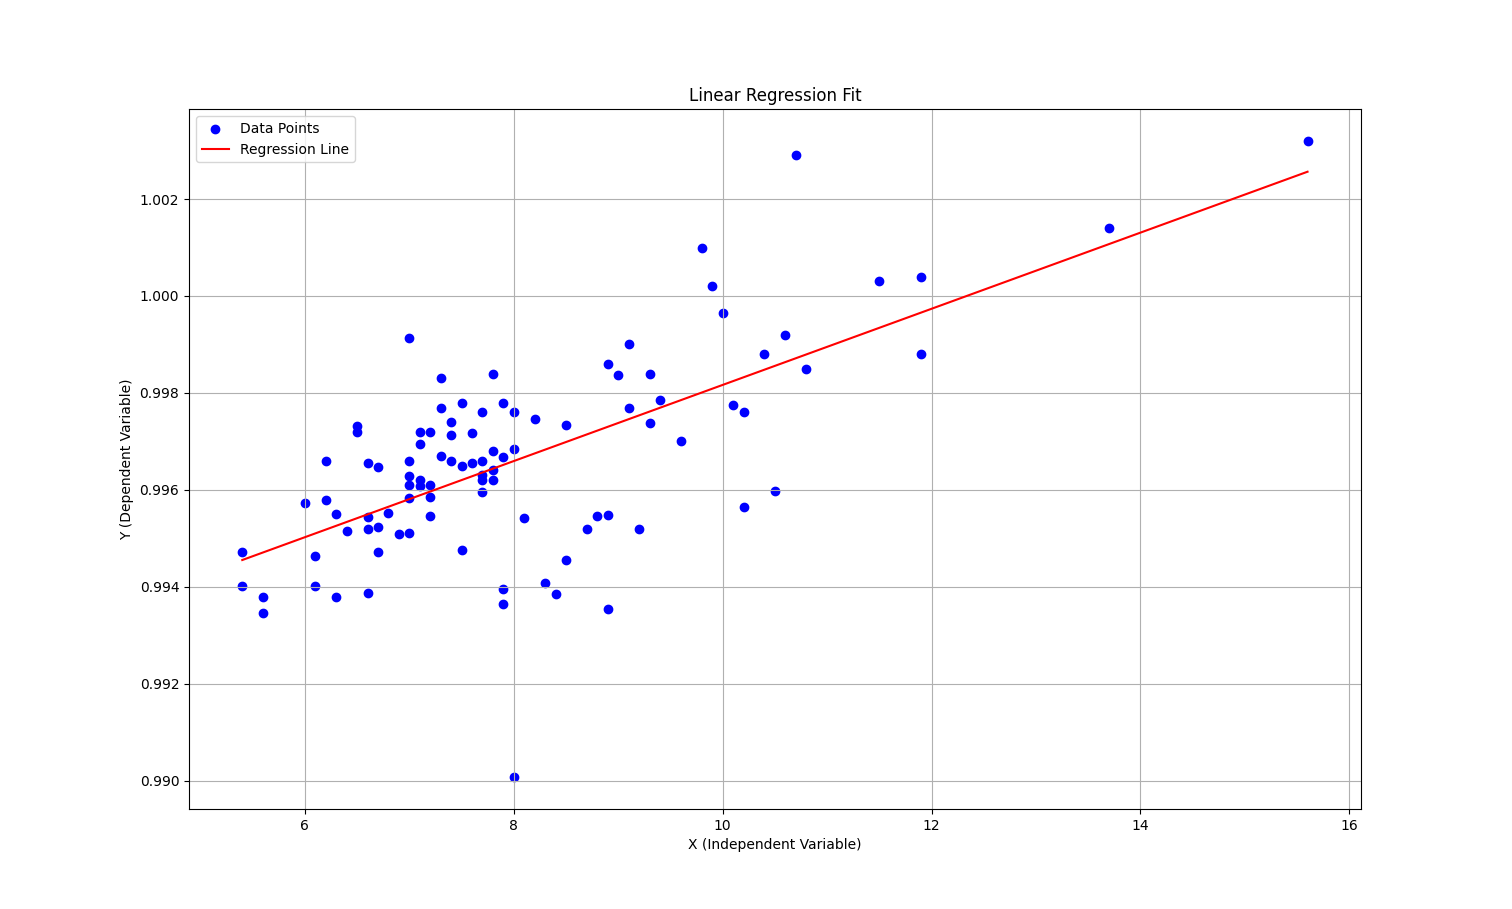 Linear Regression Fit
Data Points
Regression Line
1.002
1.000
0.998
0.996
0.994
0.992
0.990
Y (Dependent Variable)
6 8 10 12 14 16
X (Independent Variable)